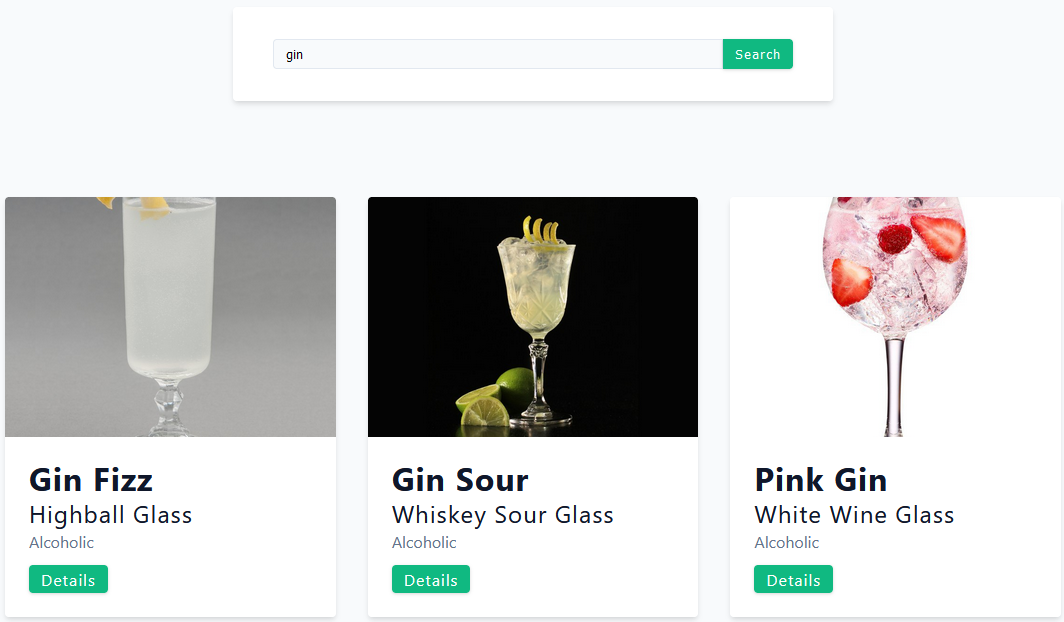 gin
Search
Gin Fizz
Highball Glass
Alcoholic
Details
Gin Sour
Whiskey Sour Glass
Alcoholic
Details
Pink Gin
White Wine Glass
Alcoholic
Details